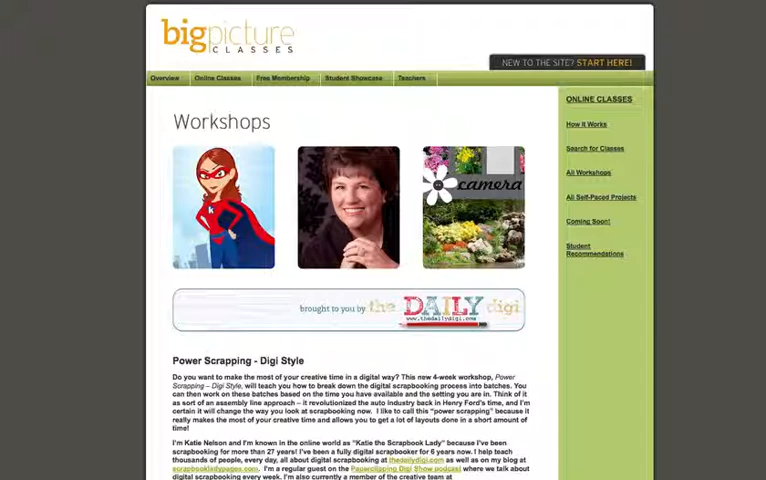 bigpicture
CLASSES
NEW TO THE SITE? START HERE!
Overview
Online Classes
Free Membership
Student Showcase
Teachers
Workshops
camera
brought to you by the DAILY digi
www.thedailydigi.com
Power Scrapping - Digi Style
Do you want to make the most of your creative time in a digital way? This new 4-week workshop, Power
Scrapping – Digi Style, will teach you how to break down the digital scrapbooking process into batches. You
can then work on these batches based on the time you have available and the setting you are in. Think of it
as sort of an assembly line approach – it revolutionized the auto industry back in Henry Ford's time, and I'm
certain it will change the way you look at scrapbooking now. I like to call this "power scrapping" because it
really makes the most of your creative time and allows you to get a lot of layouts done in a short amount of
time!
I'm Katie Nelson and I'm known in the online world as "Katie the Scrapbook Lady" because I've been
scrapbooking for more than 27 years! I've been a fully digital scrapbooker for 6 years now. I help teach
thousands of people, every day, all about digital scrapbooking at thedailydigi.com as well as on my blog at
scrapbookladypages.com. I'm a regular guest on the Paperclipping Digi Show podcast where we talk about
digital scrapbooking every week. I'm also currently a member of the creative team at
ONLINE CLASSES
How it Works
Search for Classes
All Workshops
All Self-Paced Projects
Coming Soon!
Student
Recommendations